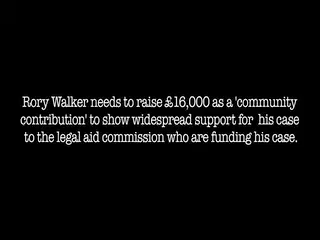 Rory Walker needs to raise £16,000 as a 'community
contribution' to show widespread support for his case
to the legal aid commission who are funding his case.